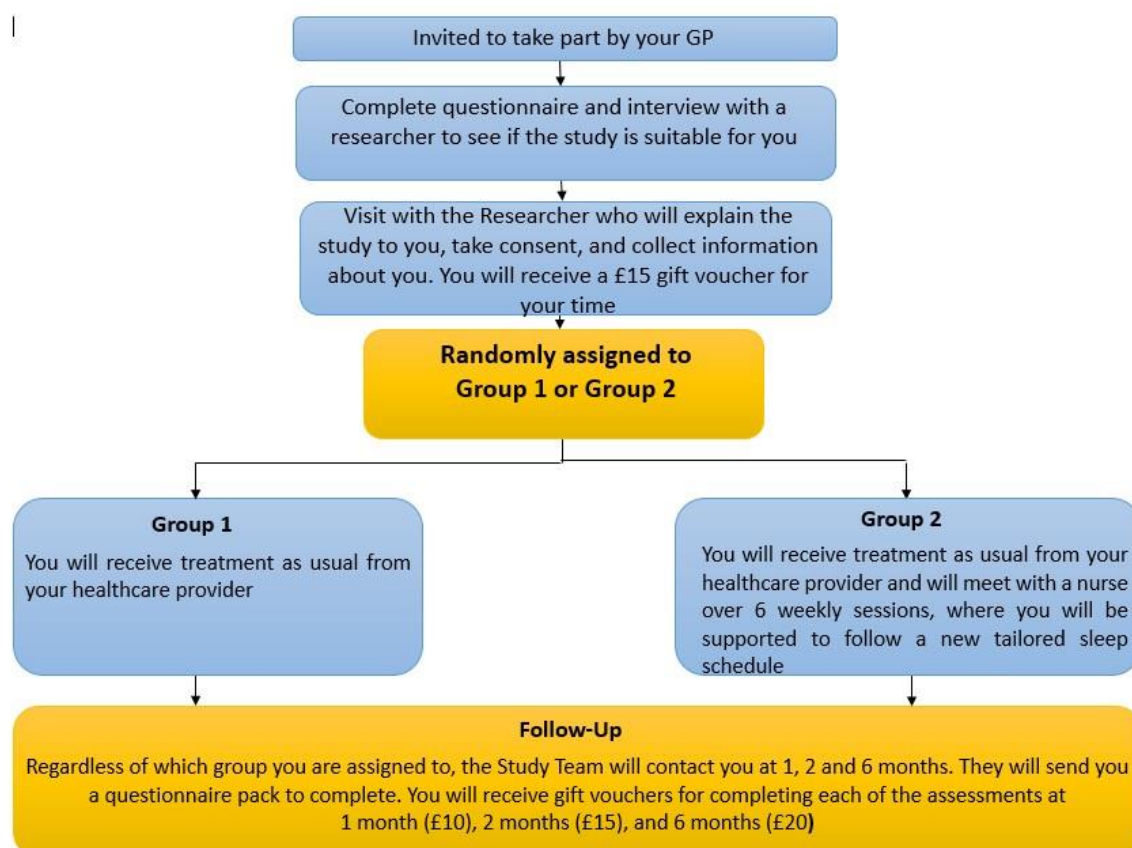 Invited to take part by your GP
Complete questionnaire and interview with a
researcher to see if the study is suitable for you
Visit with the Researcher who will explain the
study to you, take consent, and collect information
about you. You will receive a £15 gift voucher for
your time
Randomly assigned to
Group 1 or Group 2
Group 1
You will receive treatment as usual from
your healthcare provider
Group 2
You will receive treatment as usual from your
healthcare provider and will meet with a nurse
over 6 weekly sessions, where you will be
supported to follow a new tailored sleep
schedule
Follow-Up
Regardless of which group you are assigned to, the Study Team will contact you at 1, 2 and 6 months. They will send you
a questionnaire pack to complete. You will receive gift vouchers for completing each of the assessments at
1 month (£10), 2 months (£15), and 6 months (£20)